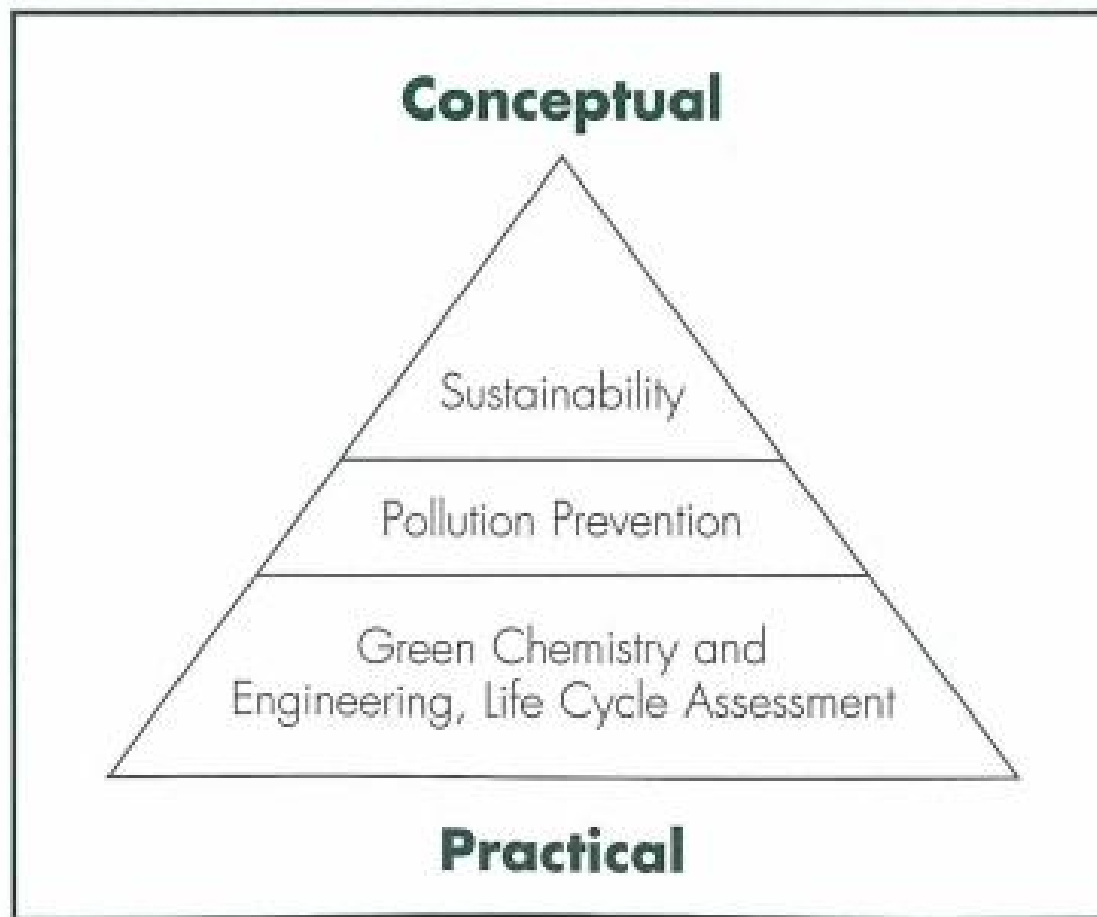 Conceptual
Sustainability
Pollution Prevention
Green Chemistry and
Engineering, Life Cycle Assessment
Practical